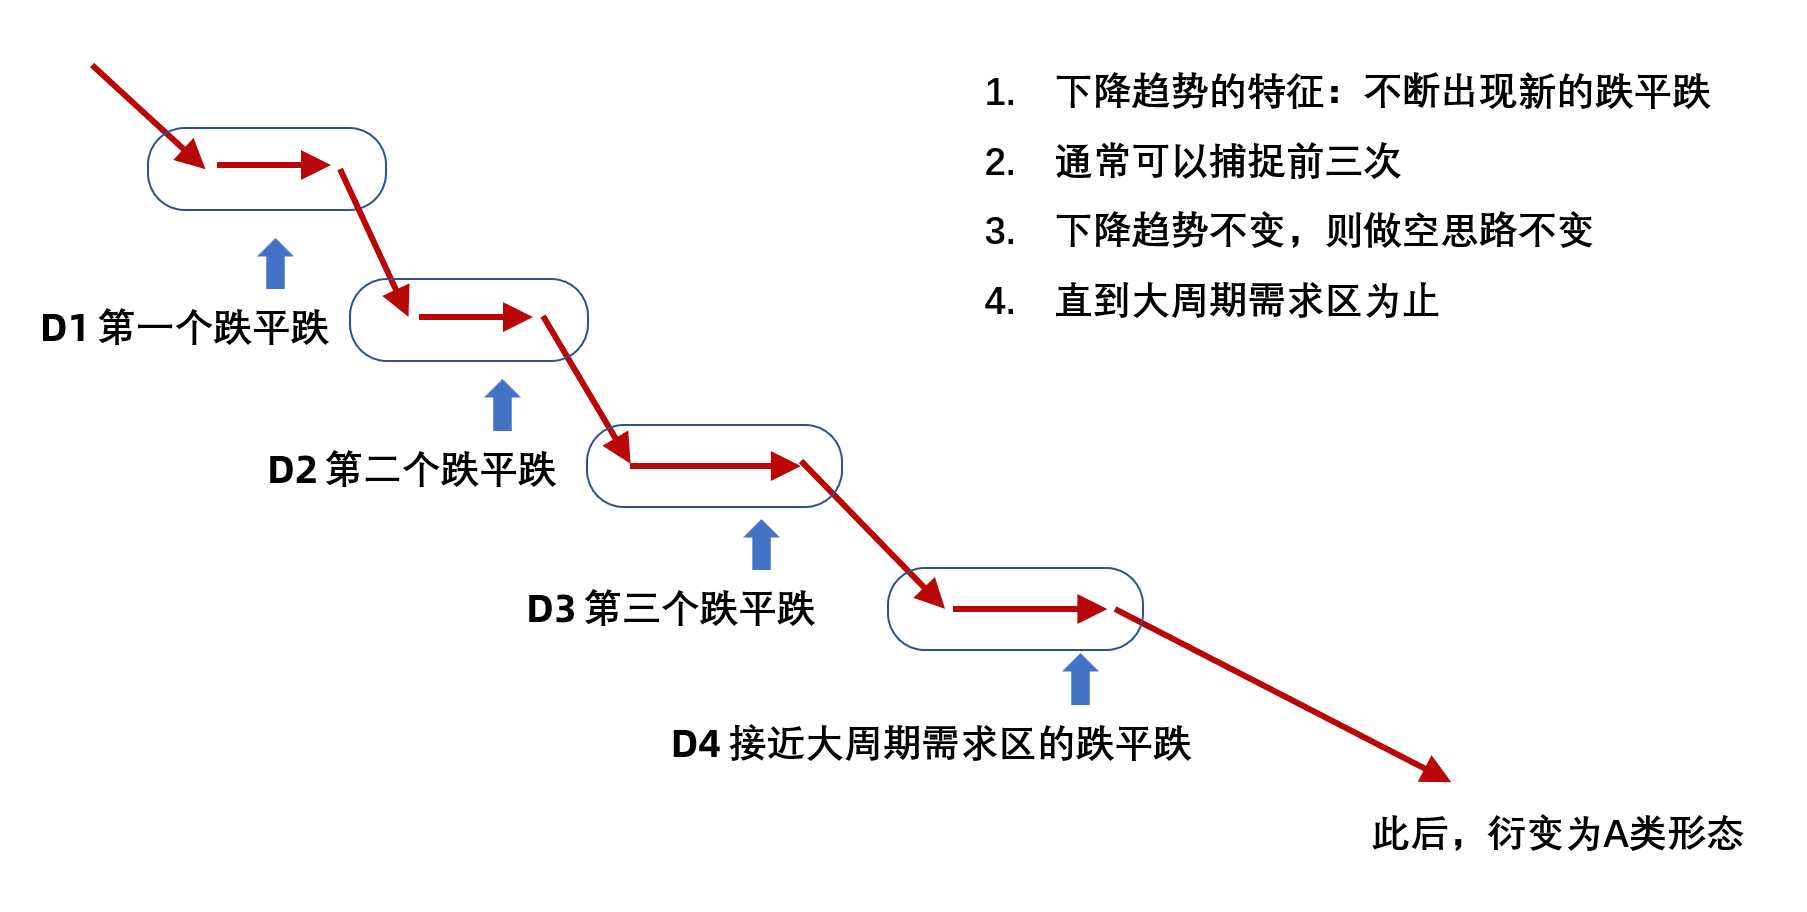 1. 下降趋势的特征：不断出现新的跌平跌
2. 通常可以捕捉前三次
3. 下降趋势不变，则做空思路不变
4. 直到大周期需求区为止
D1 第一个跌平跌
D2 第二个跌平跌
D3 第三个跌平跌
D4 接近大周期需求区的跌平跌
此后，衍变为A类形态